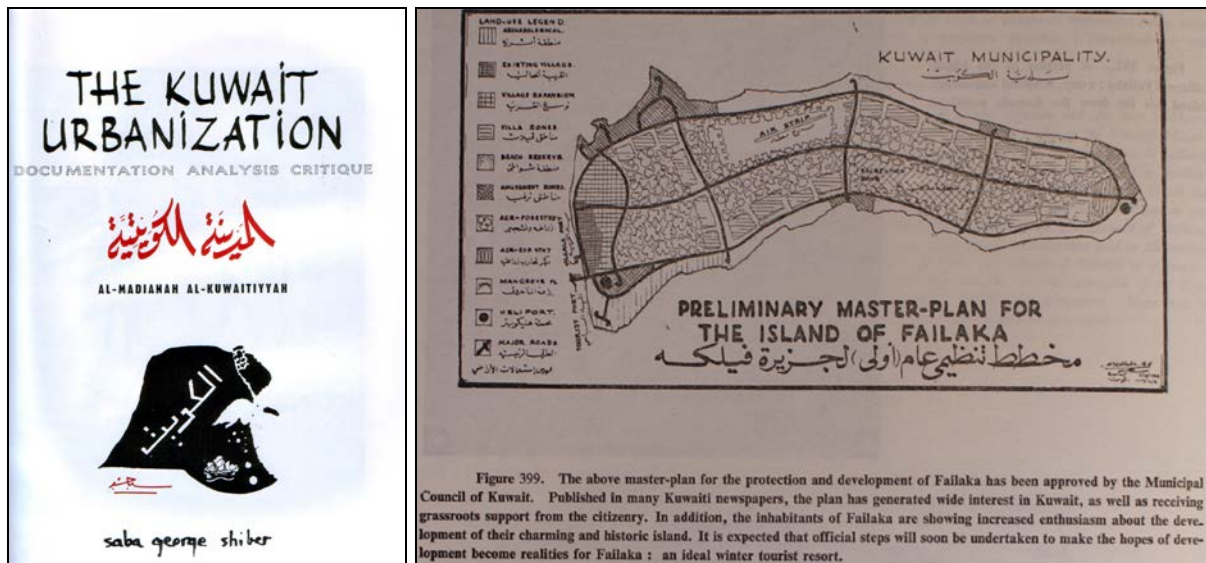 THE KUWAIT
URBANIZATION
DOCUMENTATION ANALYSIS CRITIQUE
المدينة الكويتية
AL-MADIANAH AL-KUWAITIYYAH
الكويت
saba george shiber
LAND-USE LEGEND
ARCHAEOLOGICAL.
EXISTING VILLAGE.
VILLAGE EXPANSION
VILLA ZONES
مناطق فيلات
BEACH RESERVE
AMUSEMENT ZONES
AGR-FORESTRY
HELIPORT.
MAJOR ROADS
KUWAIT MUNICIPALITY.
بلدية الكويت
AIR STRIP
TOURIST PORT
PRELIMINARY MASTER-PLAN FOR
THE ISLAND OF FAILAKA
مخطط تنظيمي عام (أولي) لجزيرة فيلكه
Figure 399. The above master-plan for the protection and development of Failaka has been approved by the Municipal
Council of Kuwait. Published in many Kuwaiti newspapers, the plan has generated wide interest in Kuwait, as well as receiving
grassroots support from the citizenry. In addition, the inhabitants of Failaka are showing increased enthusiasm about the deve-
lopment of their charming and historic island. It is expected that official steps will soon be undertaken to make the hopes of deve-
lopment become realities for Failaka : an ideal winter tourist resort.